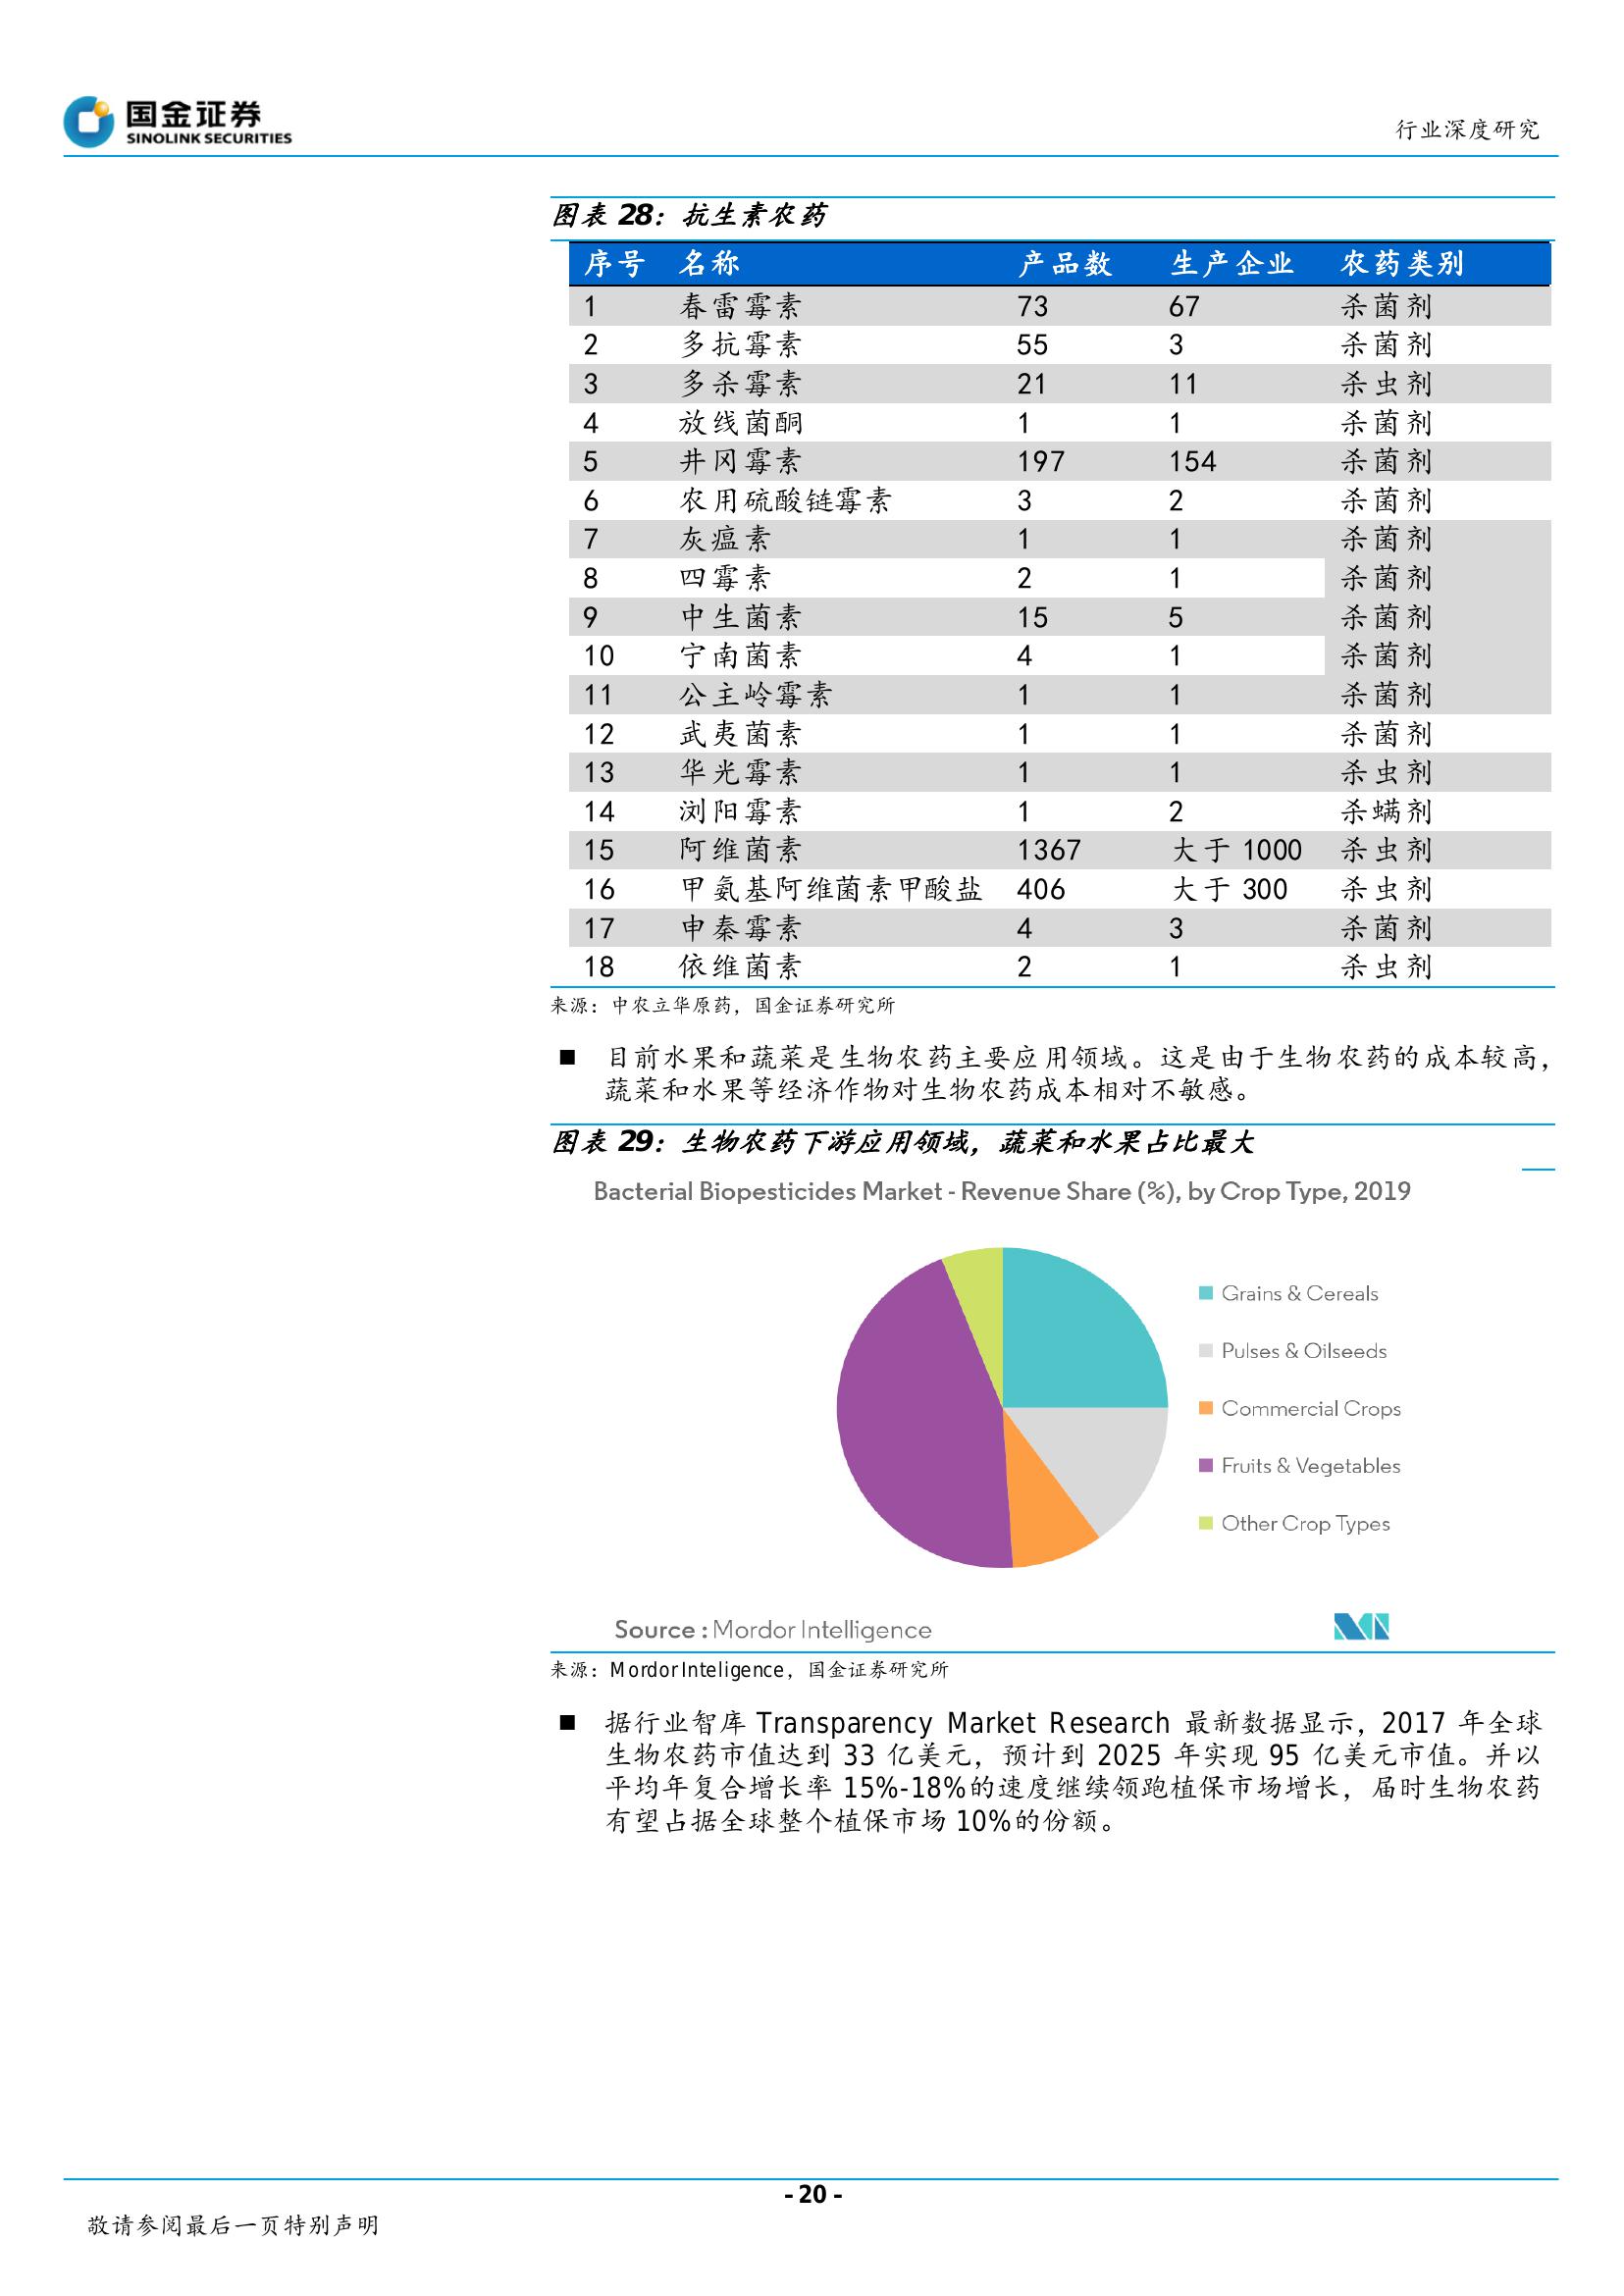 国金证券
SINOLINK SECURITIES
行业深度研究
图表 28：抗生素农药
序号 名称 产品数 生产企业 农药类别
1 春雷霉素 73 67 杀菌剂
2 多抗霉素 55 3 杀菌剂
3 多杀霉素 21 11 杀虫剂
4 放线菌酮 1 1 杀菌剂
5 井冈霉素 197 154 杀菌剂
6 农用硫酸链霉素 3 2 杀菌剂
7 灰瘟素 1 1 杀菌剂
8 四霉素 2 1 杀菌剂
9 中生菌素 15 5 杀菌剂
10 宁南菌素 4 1 杀菌剂
11 公主岭霉素 1 1 杀菌剂
12 武夷菌素 1 1 杀菌剂
13 华光霉素 1 1 杀虫剂
14 浏阳霉素 1 2 杀螨剂
15 阿维菌素 1367 大于 1000 杀虫剂
16 甲氨基阿维菌素甲酸盐 406 大于 300 杀虫剂
17 申秦霉素 4 3 杀菌剂
18 依维菌素 2 1 杀虫剂
来源：中农立华原药，国金证券研究所
■ 目前水果和蔬菜是生物农药主要应用领域。这是由于生物农药的成本较高，
蔬菜和水果等经济作物对生物农药成本相对不敏感。
图表 29：生物农药下游应用领域，蔬菜和水果占比最大
Bacterial Biopesticides Market - Revenue Share (%), by Crop Type, 2019
Grains & Cereals
Pulses & Oilseeds
Commercial Crops
Fruits & Vegetables
Other Crop Types
Source : Mordor Intelligence
来源：MordorInteligence，国金证券研究所
■ 据行业智库 Transparency Market Research 最新数据显示，2017 年全球
生物农药市值达到 33 亿美元，预计到 2025 年实现 95 亿美元市值。并以
平均年复合增长率 15%-18%的速度继续领跑植保市场增长，届时生物农药
有望占据全球整个植保市场 10%的份额。
- 20 -
敬请参阅最后一页特别声明